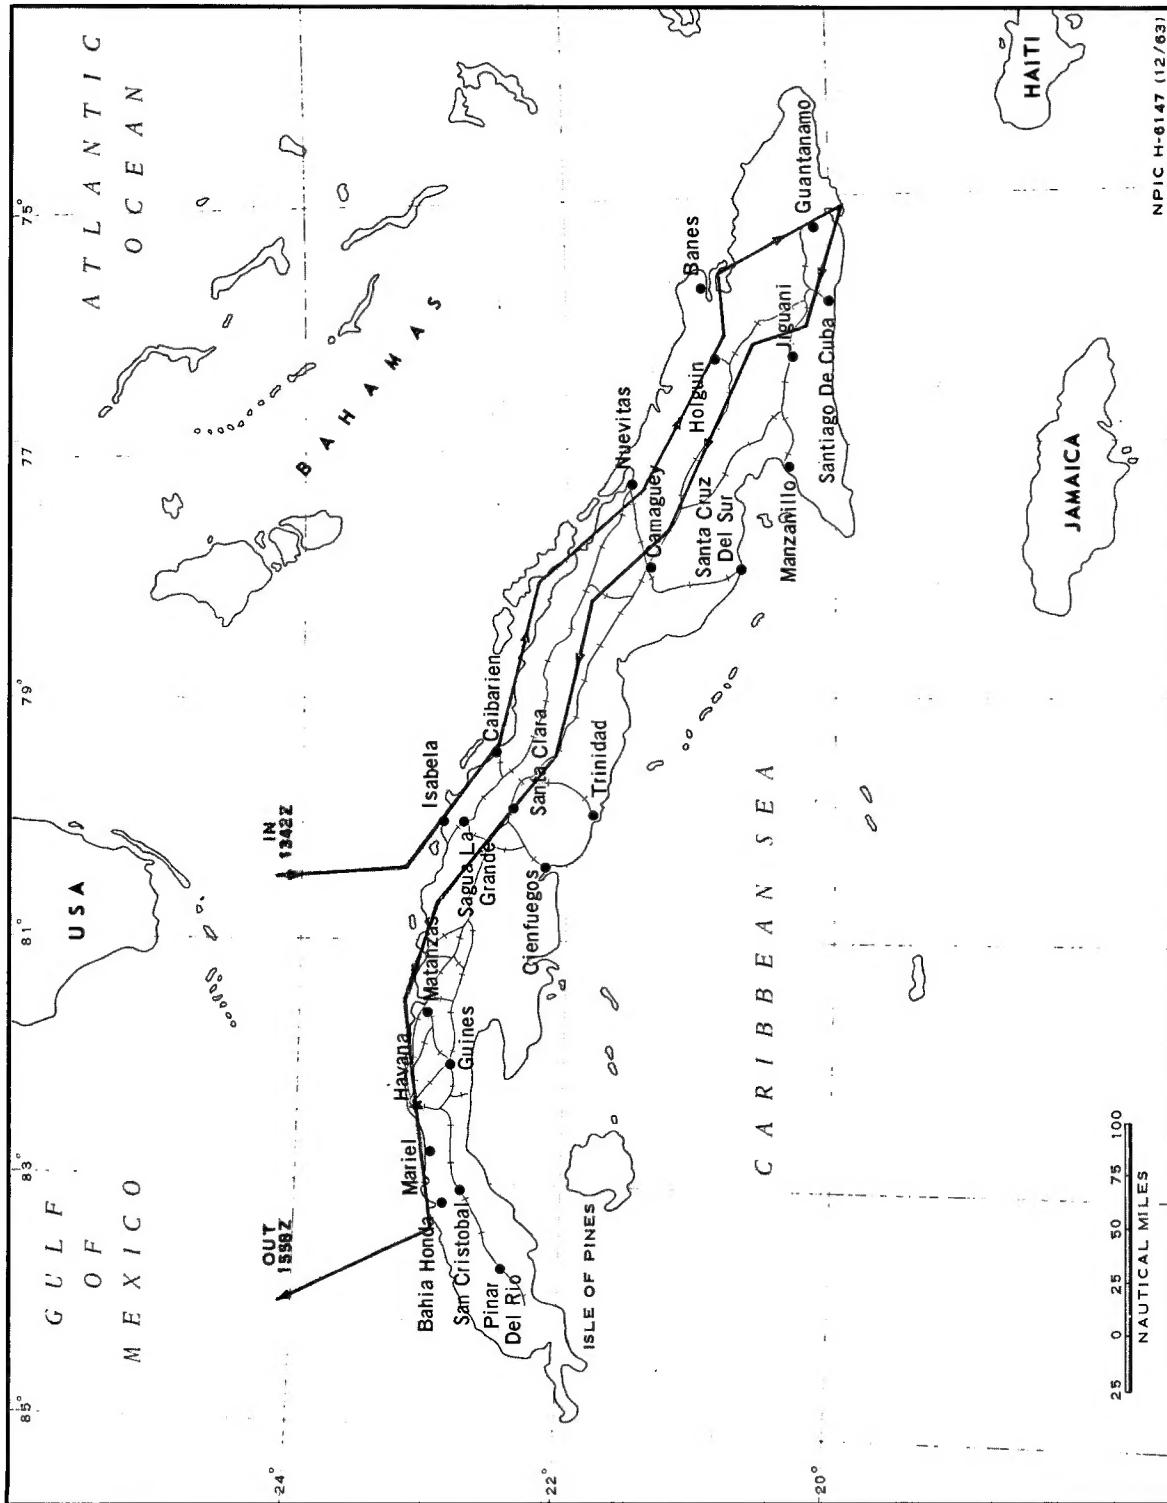 ATLANTIC
OCEAN
GULF
OF
MEXICO
USA
BAHAMAS
CARIBBEAN SEA
HAITI
JAMAICA
ISLE OF PINES
85°
83°
81°
79°
77
75°
24°
22°
20°
OUT
1558Z
IN
1342Z
Havana
Mariel
Bahia Honda
San Cristobal
Pinar
Del Rio
Matanzas
Guines
Isabela
Sagua La
Grande
Caibarien
Santa Clara
Cienfuegos
Trinidad
Nuevitas
Camaguey
Santa Cruz
Del Sur
Holguin
Banes
Manzanillo
Jiguani
Santiago De Cuba
Guantanamo
25 0 25 50 75 100
NAUTICAL MILES
NPIC H-6147 (12/63)